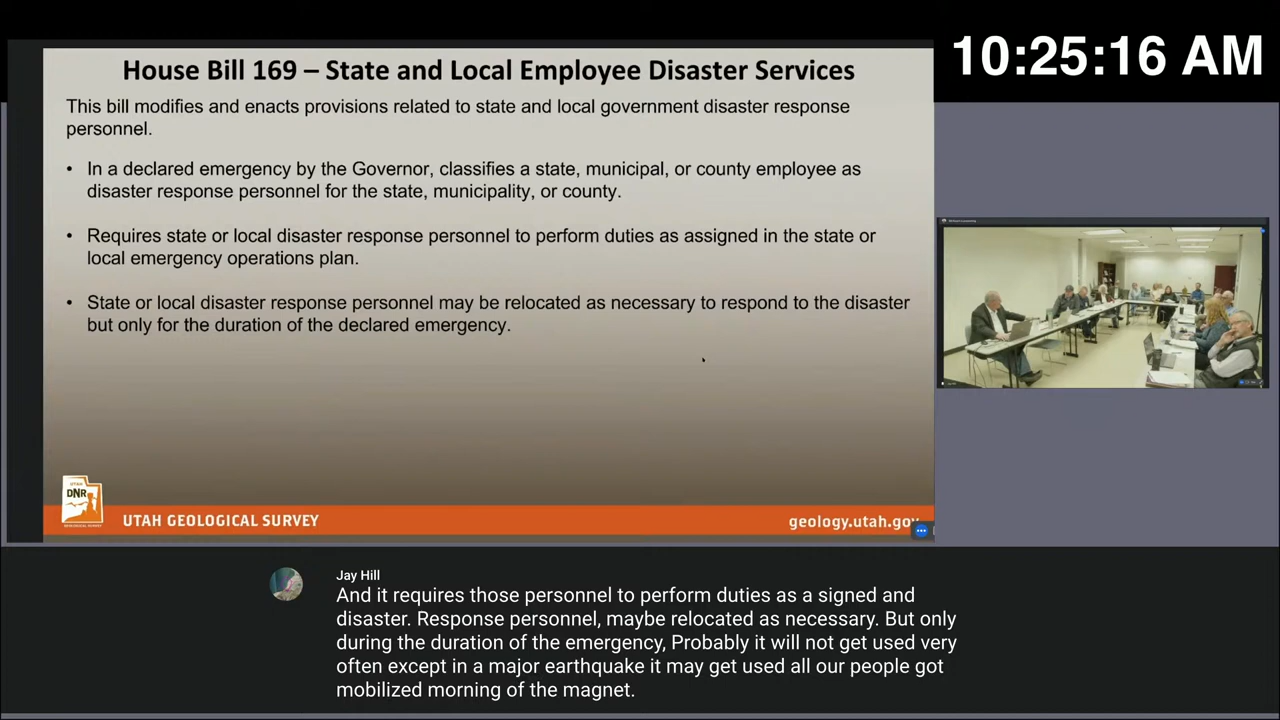 10:25:16 AM
House Bill 169 – State and Local Employee Disaster Services
This bill modifies and enacts provisions related to state and local government disaster response
personnel.
• In a declared emergency by the Governor, classifies a state, municipal, or county employee as
disaster response personnel for the state, municipality, or county.
• Requires state or local disaster response personnel to perform duties as assigned in the state or
local emergency operations plan.
• State or local disaster response personnel may be relocated as necessary to respond to the disaster
but only for the duration of the declared emergency.
UTAH
DNR
UTAH GEOLOGICAL SURVEY
geology.utah.gov
Jay Hill
And it requires those personnel to perform duties as a signed and
disaster. Response personnel, maybe relocated as necessary. But only
during the duration of the emergency, Probably it will not get used very
often except in a major earthquake it may get used all our people got
mobilized morning of the magnet.